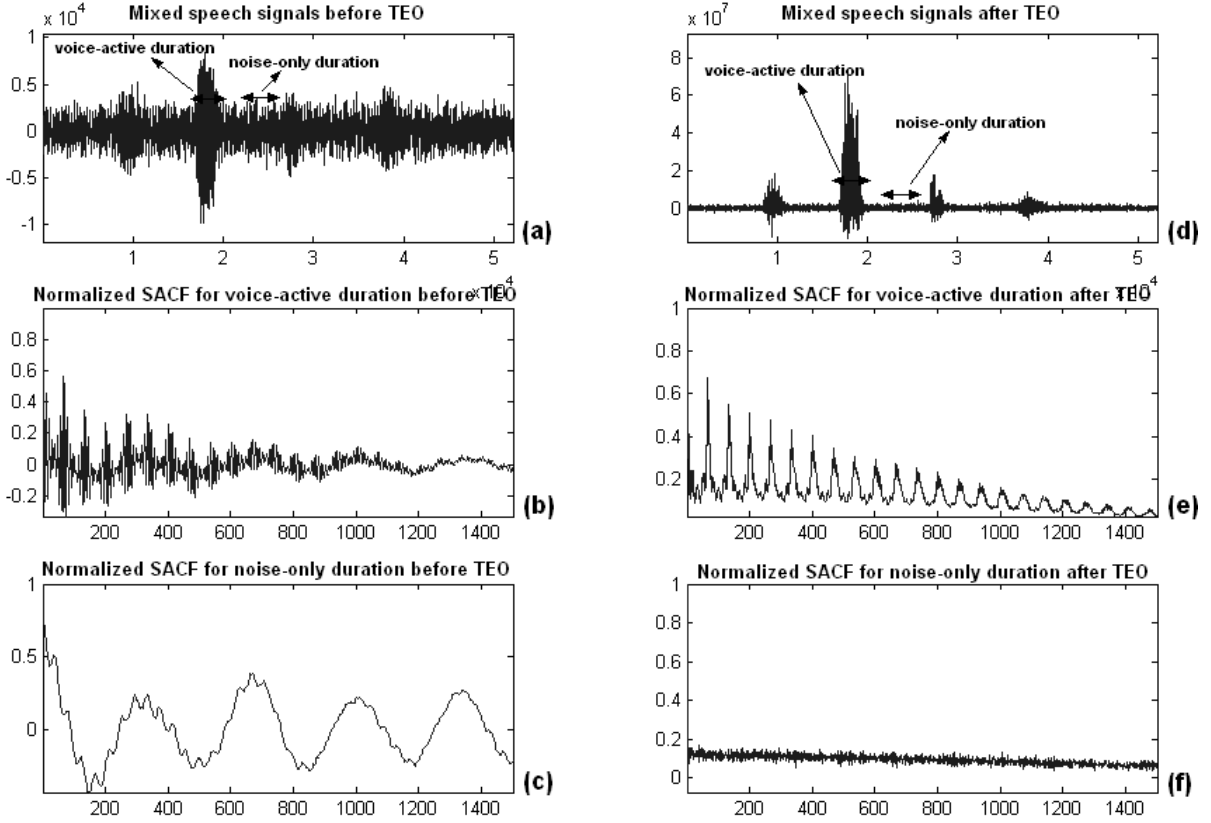 x 10^4
Mixed speech signals before TEO
voice-active duration
noise-only duration
1
0.5
0
-0.5
-1
1 2 3 4 5
x 10^4
(a)
Mixed speech signals after TEO
x 10^7
voice-active duration
noise-only duration
8
6
4
2
0
1 2 3 4 5
x 10^4
(d)
Normalized SACF for voice-active duration before TEO
0.8
0.6
0.4
0.2
0
-0.2
200 400 600 800 1000 1200 1400
(b)
Normalized SACF for voice-active duration after TEO
1
0.8
0.6
0.4
0.2
200 400 600 800 1000 1200 1400
(e)
Normalized SACF for noise-only duration before TEO
1
0.5
0
200 400 600 800 1000 1200 1400
(c)
Normalized SACF for noise-only duration after TEO
1
0.8
0.6
0.4
0.2
0
200 400 600 800 1000 1200 1400
(f)